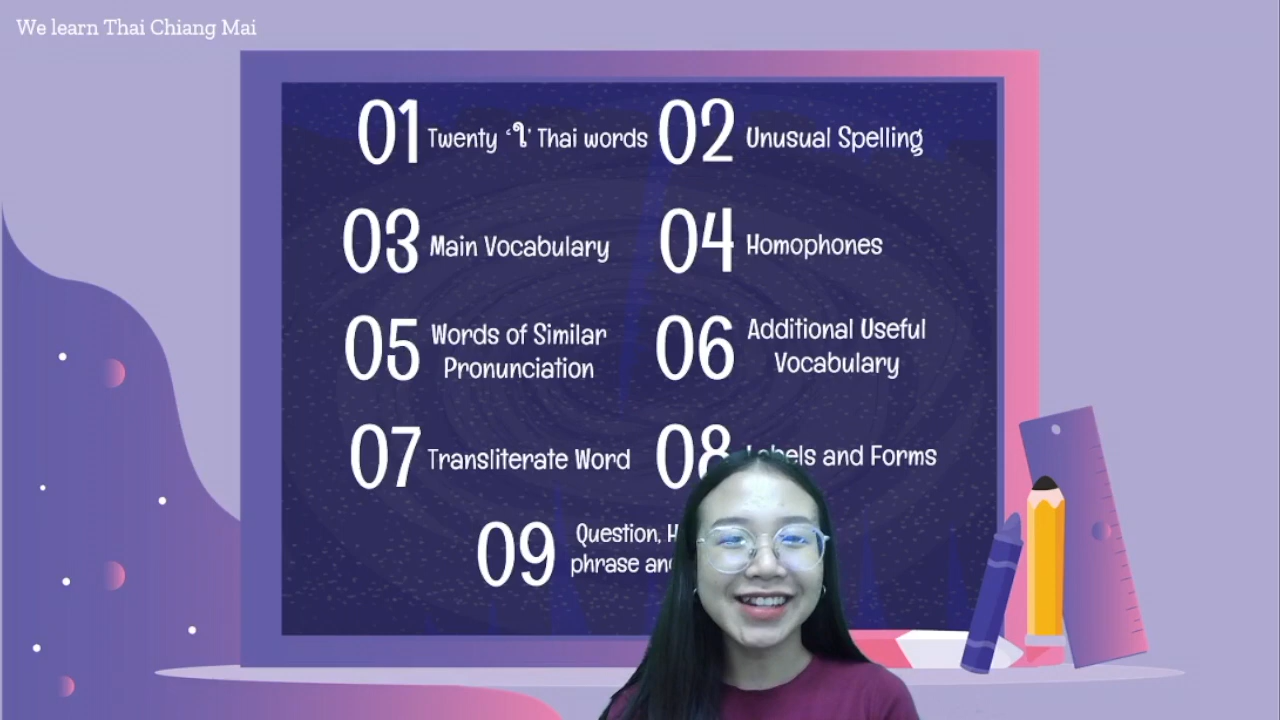 We learn Thai Chiang Mai
01 Twenty ‘ใ’ Thai words
02 Unusual Spelling
03 Main Vocabulary
04 Homophones
05 Words of Similar
Pronunciation
06 Additional Useful
Vocabulary
07 Transliterate Word
08 Labels and Forms
09 Question,
phrase